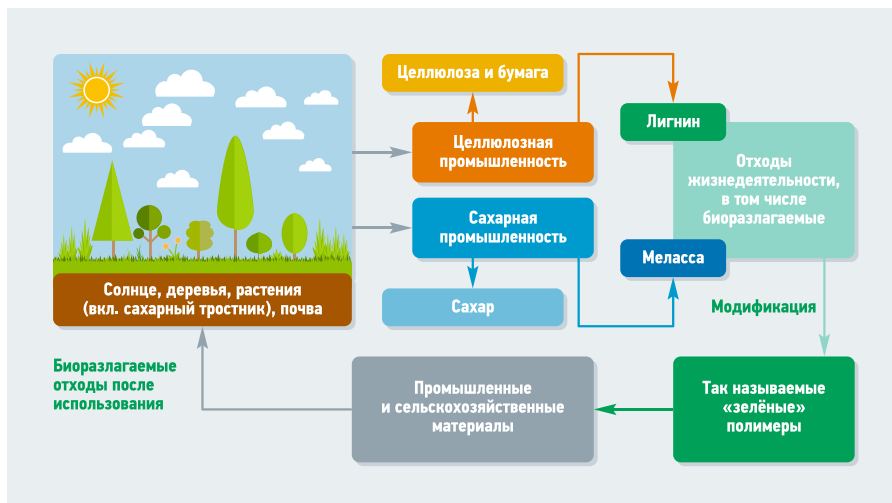 Целлюлоза и бумага
Целлюлозная
промышленность
Лигнин
Отходы
жизнедеятельности,
в том числе
биоразлагаемые
Сахарная
промышленность
Меласса
Солнце, деревья, растения
(вкл. сахарный тростник), почва
Сахар
Модификация
Биоразлагаемые
отходы после
использования
Промышленные
и сельскохозяйственные
материалы
Так называемые
«зелёные»
полимеры